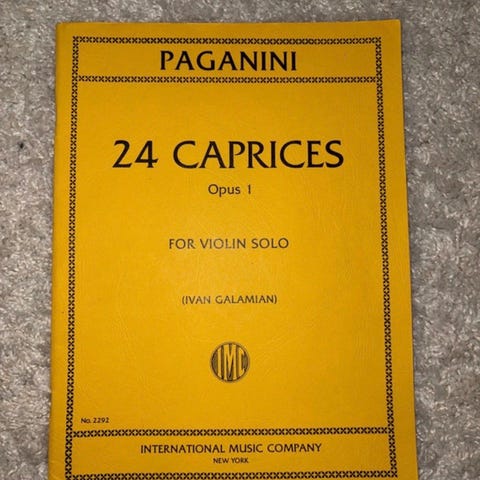 PAGANINI
24 CAPRICES
Opus 1
FOR VIOLIN SOLO
(IVAN GALAMIAN)
IMC
No. 2292
INTERNATIONAL MUSIC COMPANY
NEW YORK